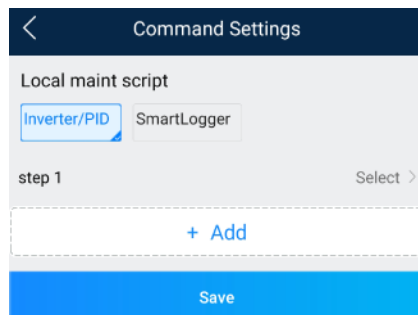 Command Settings
Local maint script
Inverter/PID SmartLogger
step 1 Select
+ Add
Save